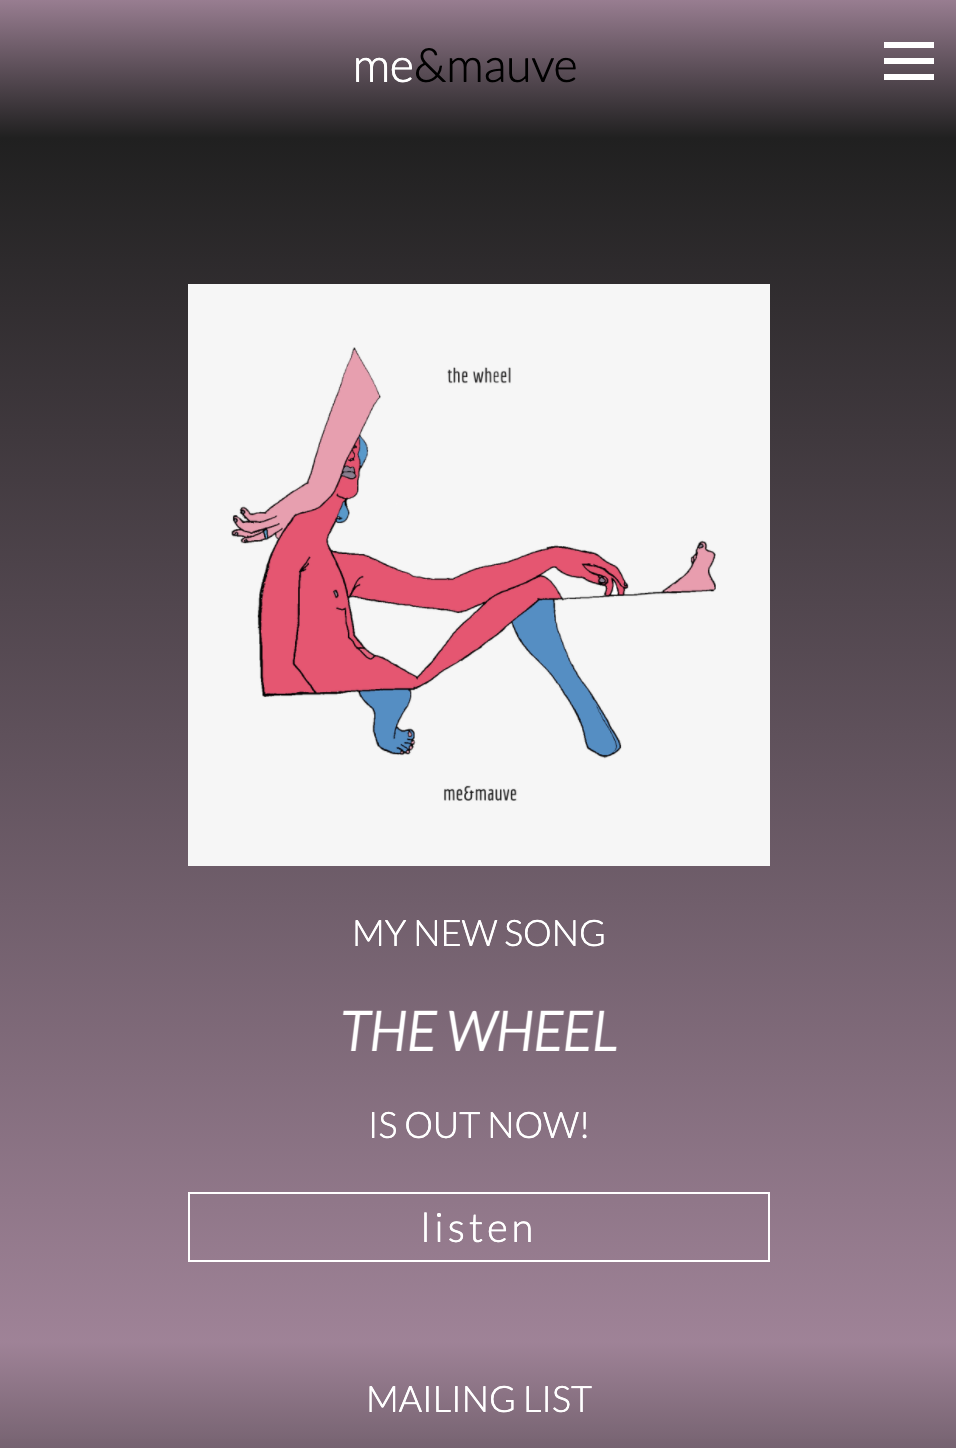 me&mauve
the wheel
me&mauve
MY NEW SONG
THE WHEEL
IS OUT NOW!
listen
MAILING LIST